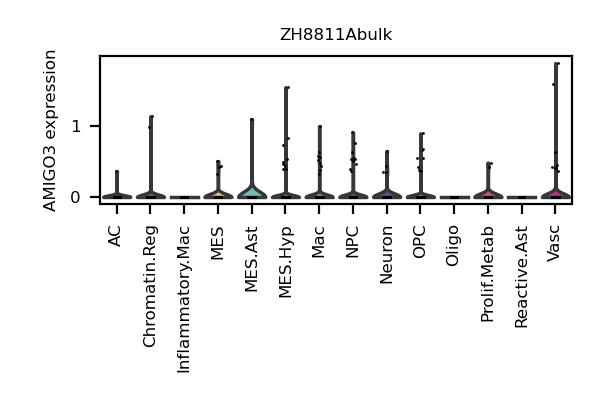 ZH8811Abulk
AMIGO3 expression
1
0
AC
Chromatin.Reg
Inflammatory.Mac
MES
MES.Ast
MES.Hyp
Mac
NPC
Neuron
OPC
Oligo
Prolif.Metab
Reactive.Ast
Vasc